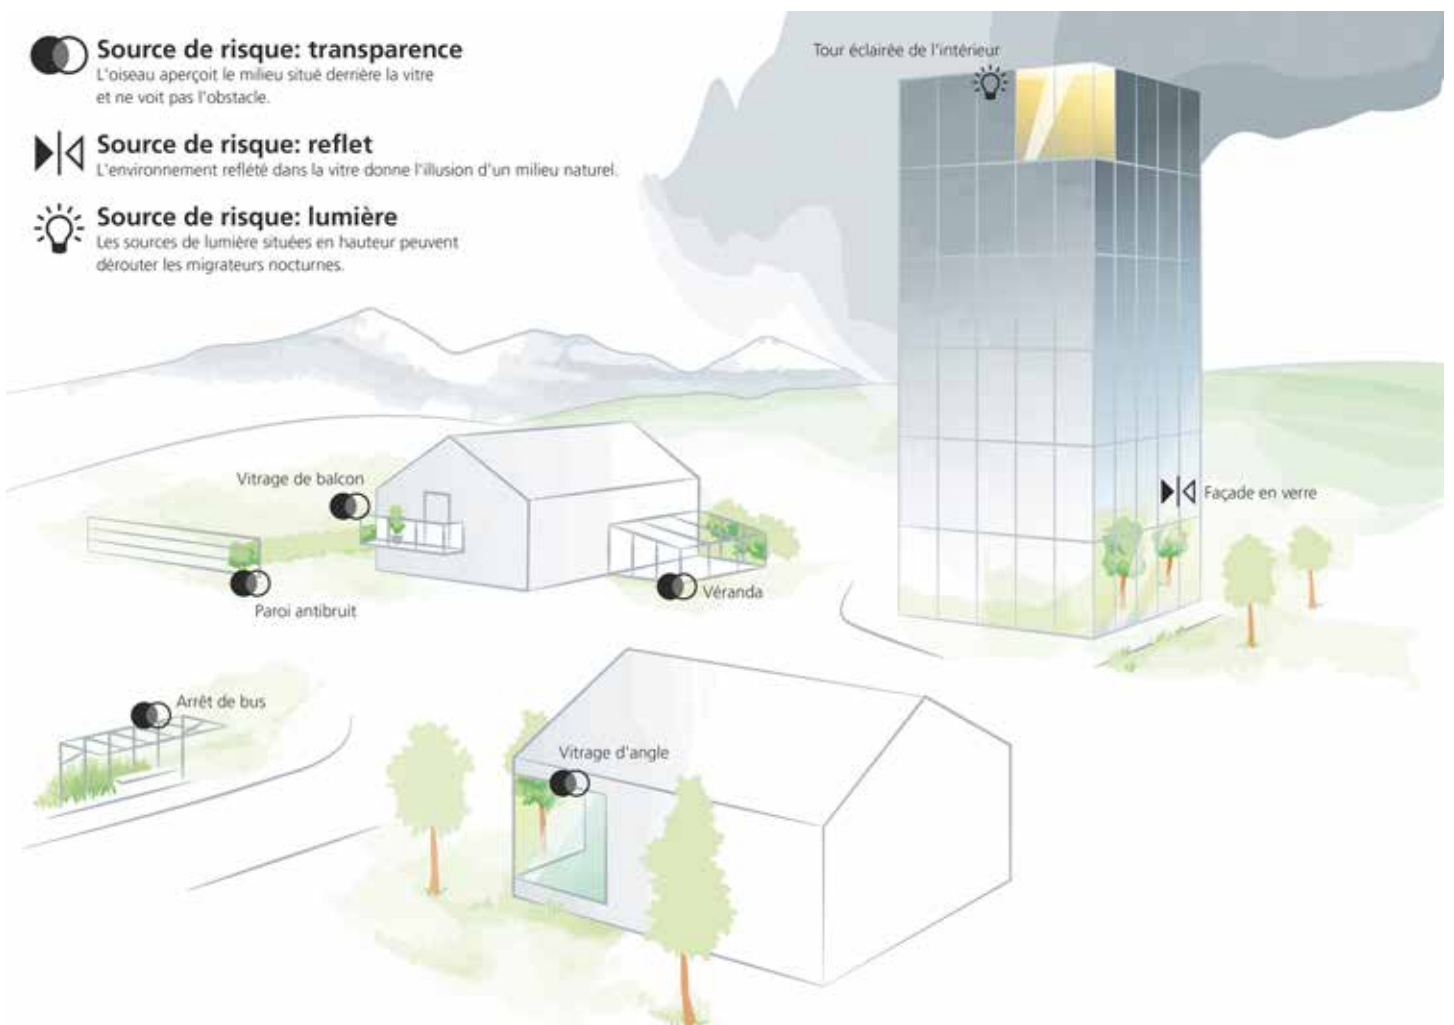 Source de risque: transparence
L'oiseau aperçoit le milieu situé derrière la vitre
et ne voit pas l'obstacle.
Source de risque: reflet
L'environnement reflété dans la vitre donne l'illusion d'un milieu naturel.
Source de risque: lumière
Les sources de lumière situées en hauteur peuvent
dérouter les migrateurs nocturnes.
Tour éclairée de l'intérieur
Vitrage de balcon
Façade en verre
Véranda
Paroi antibruit
Arrêt de bus
Vitrage d'angle